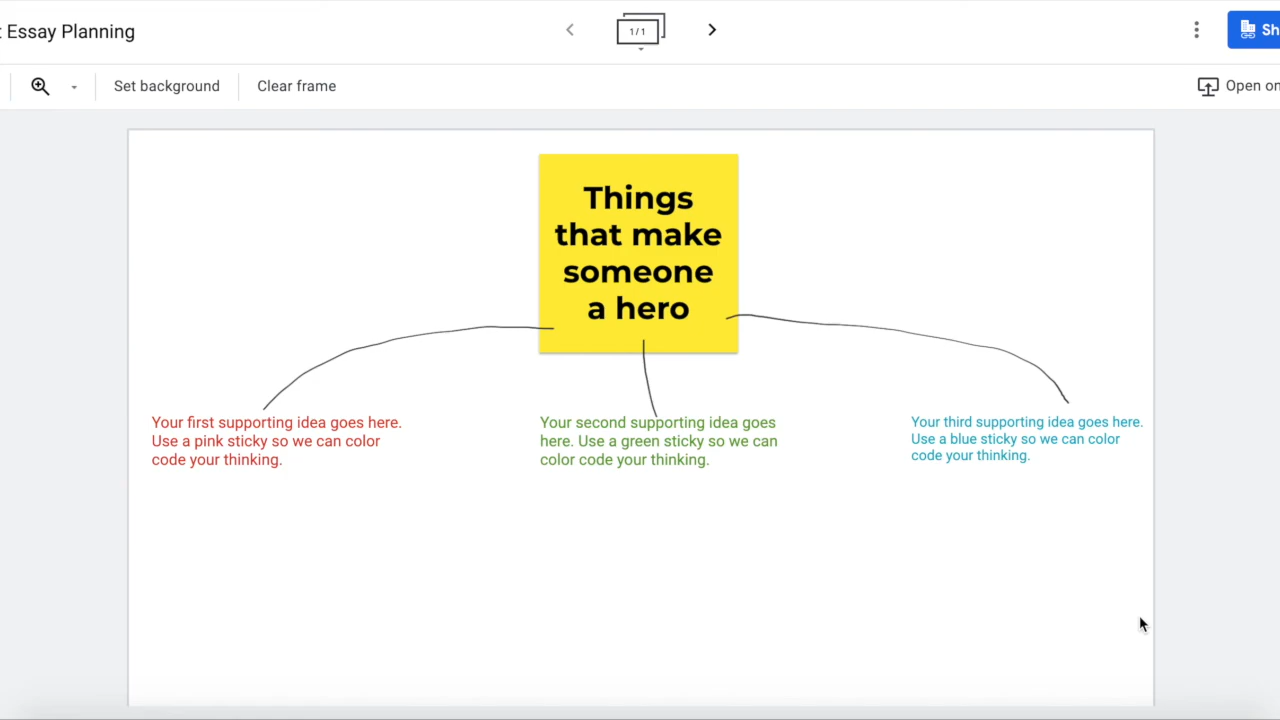 : Essay Planning
1/1
Sh
Set background
Clear frame
Open on
Things
that make
someone
a hero
Your first supporting idea goes here.
Use a pink sticky so we can color
code your thinking.
Your second supporting idea goes
here. Use a green sticky so we can
color code your thinking.
Your third supporting idea goes here.
Use a blue sticky so we can color
code your thinking.